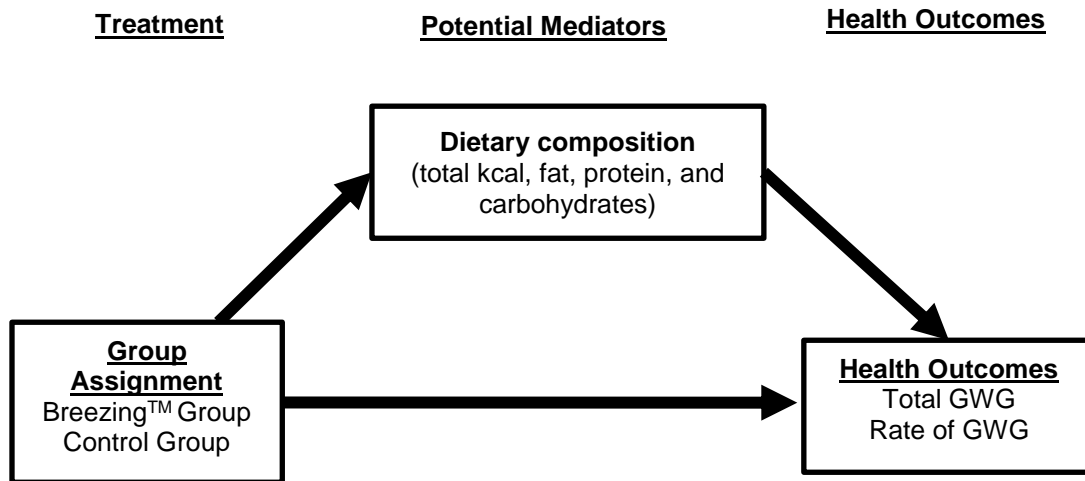 Treatment
Potential Mediators
Health Outcomes
Dietary composition
(total kcal, fat, protein, and
carbohydrates)
Group
Assignment
Breezing™ Group
Control Group
Health Outcomes
Total GWG
Rate of GWG